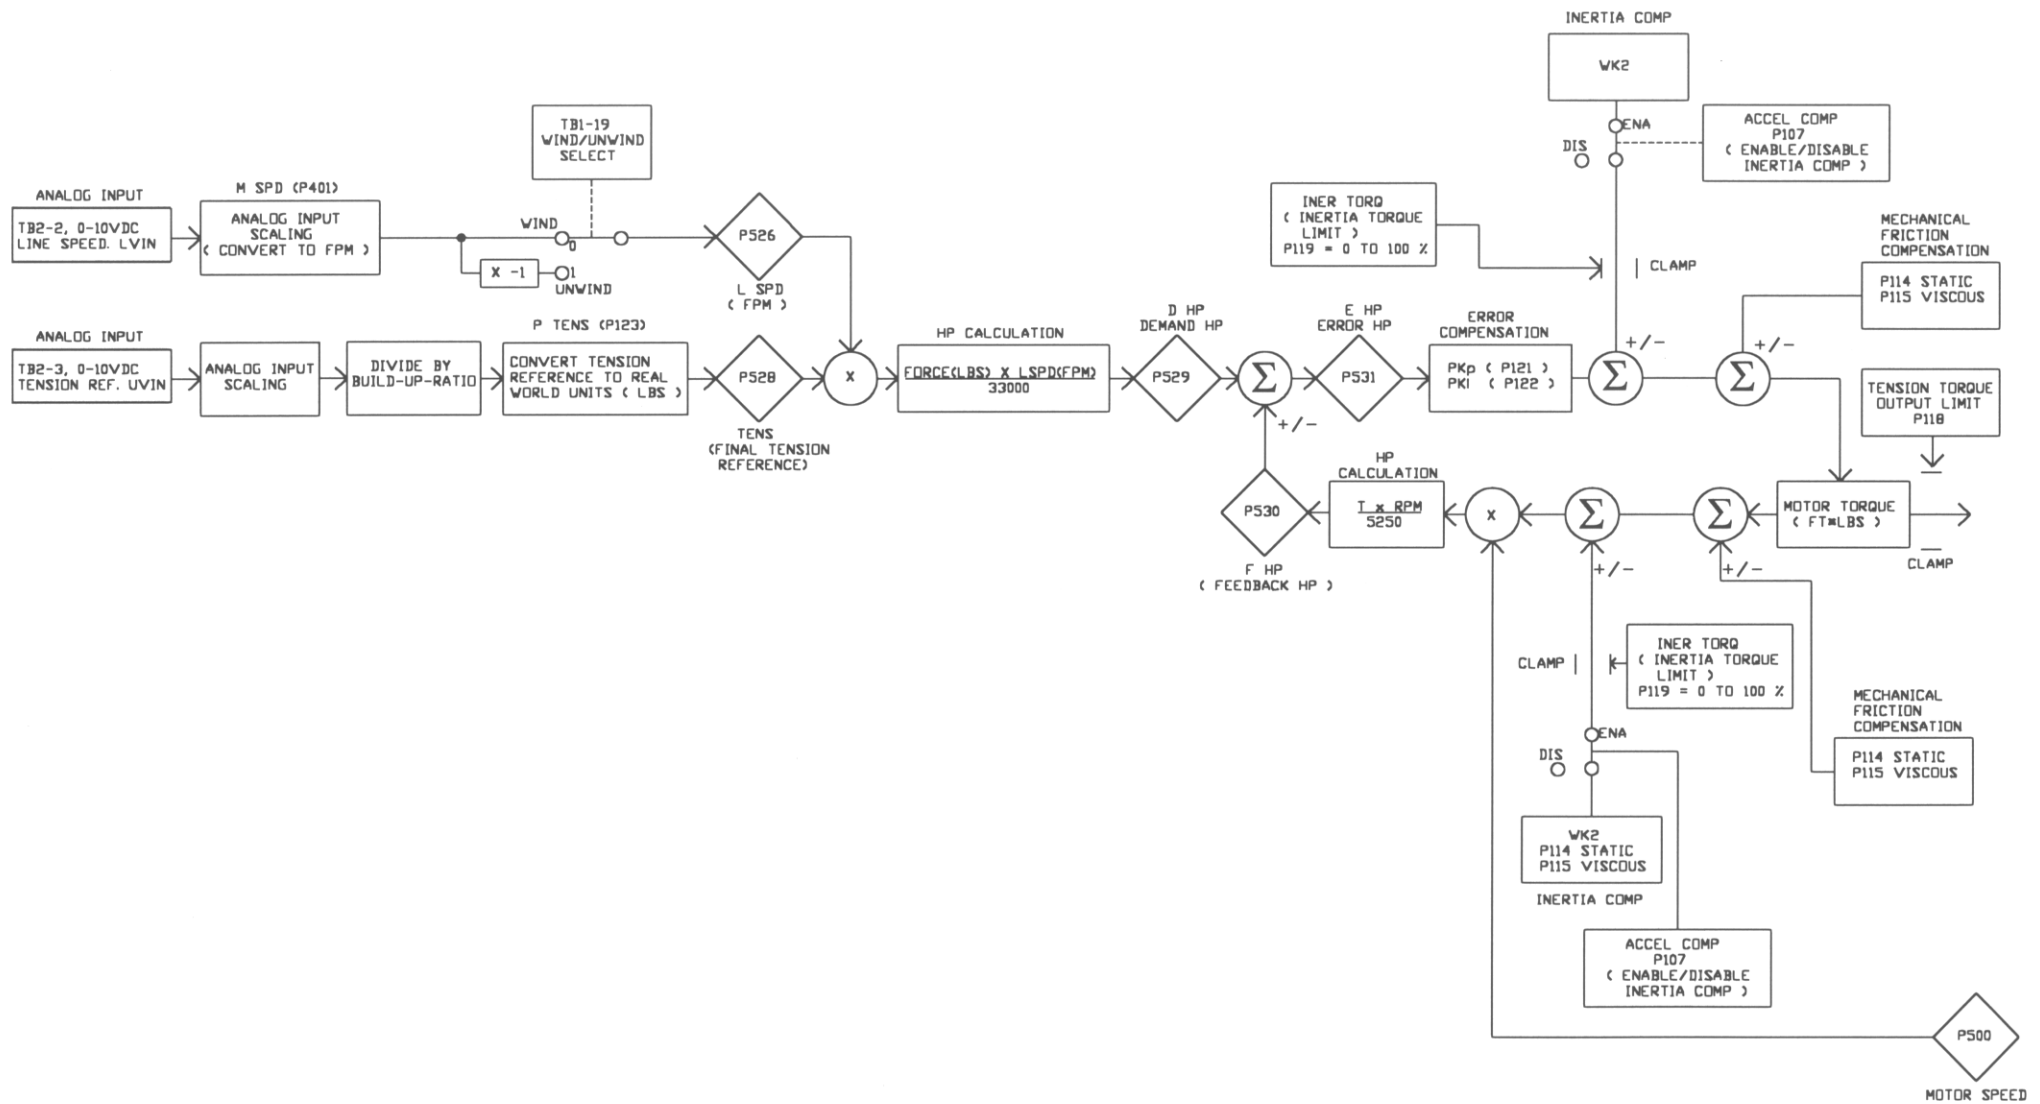 INERTIA COMP
WK2
ENA
DIS
ACCEL COMP
P107
( ENABLE/DISABLE
INERTIA COMP )
TB1-19
WIND/UNWIND
SELECT
ANALOG INPUT
TB2-2, 0-10VDC
LINE SPEED. LVIN
M SPD (P401)
ANALOG INPUT
SCALING
( CONVERT TO FPM )
WIND
0
X -1
1
UNWIND
P526
L SPD
( FPM )
INER TORQ
( INERTIA TORQUE
LIMIT )
P119 = 0 TO 100 %
CLAMP
MECHANICAL
FRICTION
COMPENSATION
P114 STATIC
P115 VISCOUS
ANALOG INPUT
TB2-3, 0-10VDC
TENSION REF. UVIN
ANALOG INPUT
SCALING
DIVIDE BY
BUILD-UP-RATIO
P TENS (P123)
CONVERT TENSION
REFERENCE TO REAL
WORLD UNITS ( LBS )
P528
TENS
(FINAL TENSION
REFERENCE)
X
HP CALCULATION
FORCE(LBS) X LSPD(FPM)
33000
D HP
DEMAND HP
P529
Σ
+/-
E HP
ERROR HP
P531
ERROR
COMPENSATION
PKp ( P121 )
PKI ( P122 )
+/-
Σ
+/-
Σ
TENSION TORQUE
OUTPUT LIMIT
P118
MOTOR TORQUE
( FT*LBS )
CLAMP
Σ
+/-
Σ
+/-
x
HP
CALCULATION
T x RPM
5250
P530
F HP
( FEEDBACK HP )
CLAMP
INER TORQ
( INERTIA TORQUE
LIMIT )
P119 = 0 TO 100 %
MECHANICAL
FRICTION
COMPENSATION
P114 STATIC
P115 VISCOUS
ENA
DIS
WK2
P114 STATIC
P115 VISCOUS
INERTIA COMP
ACCEL COMP
P107
( ENABLE/DISABLE
INERTIA COMP )
P500
MOTOR SPEED